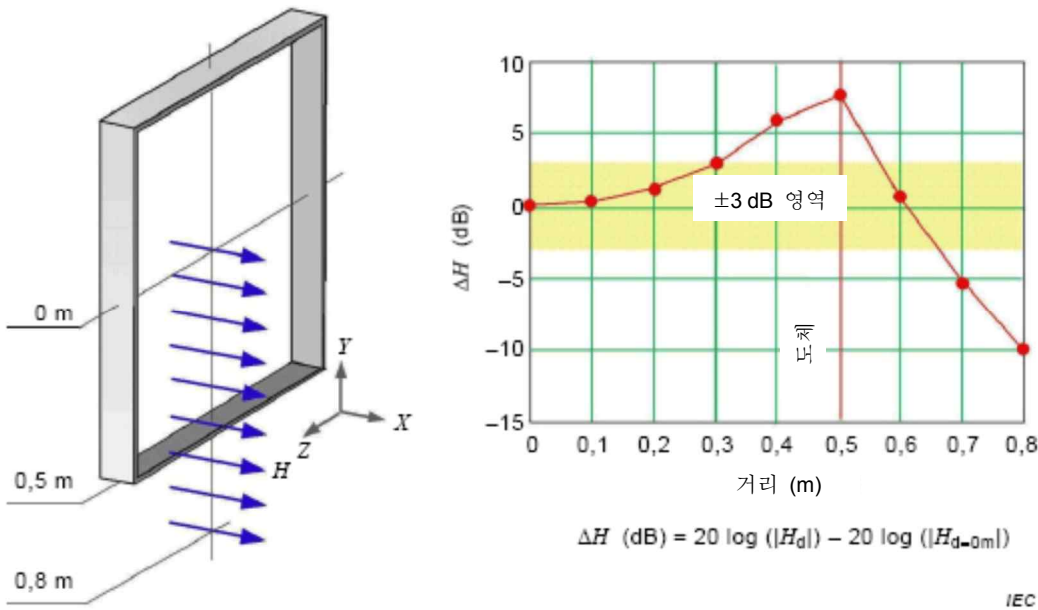 0 m
0,5 m
0,8 m
Y
X
Z
H
10
5
0
−5
−10
−15
ΔH (dB)
±3 dB 영역
도체
0 0,1 0,2 0,3 0,4 0,5 0,6 0,7 0,8
거리 (m)
ΔH (dB) = 20 log (|Hd|) − 20 log (|Hd=0m|)
IEC